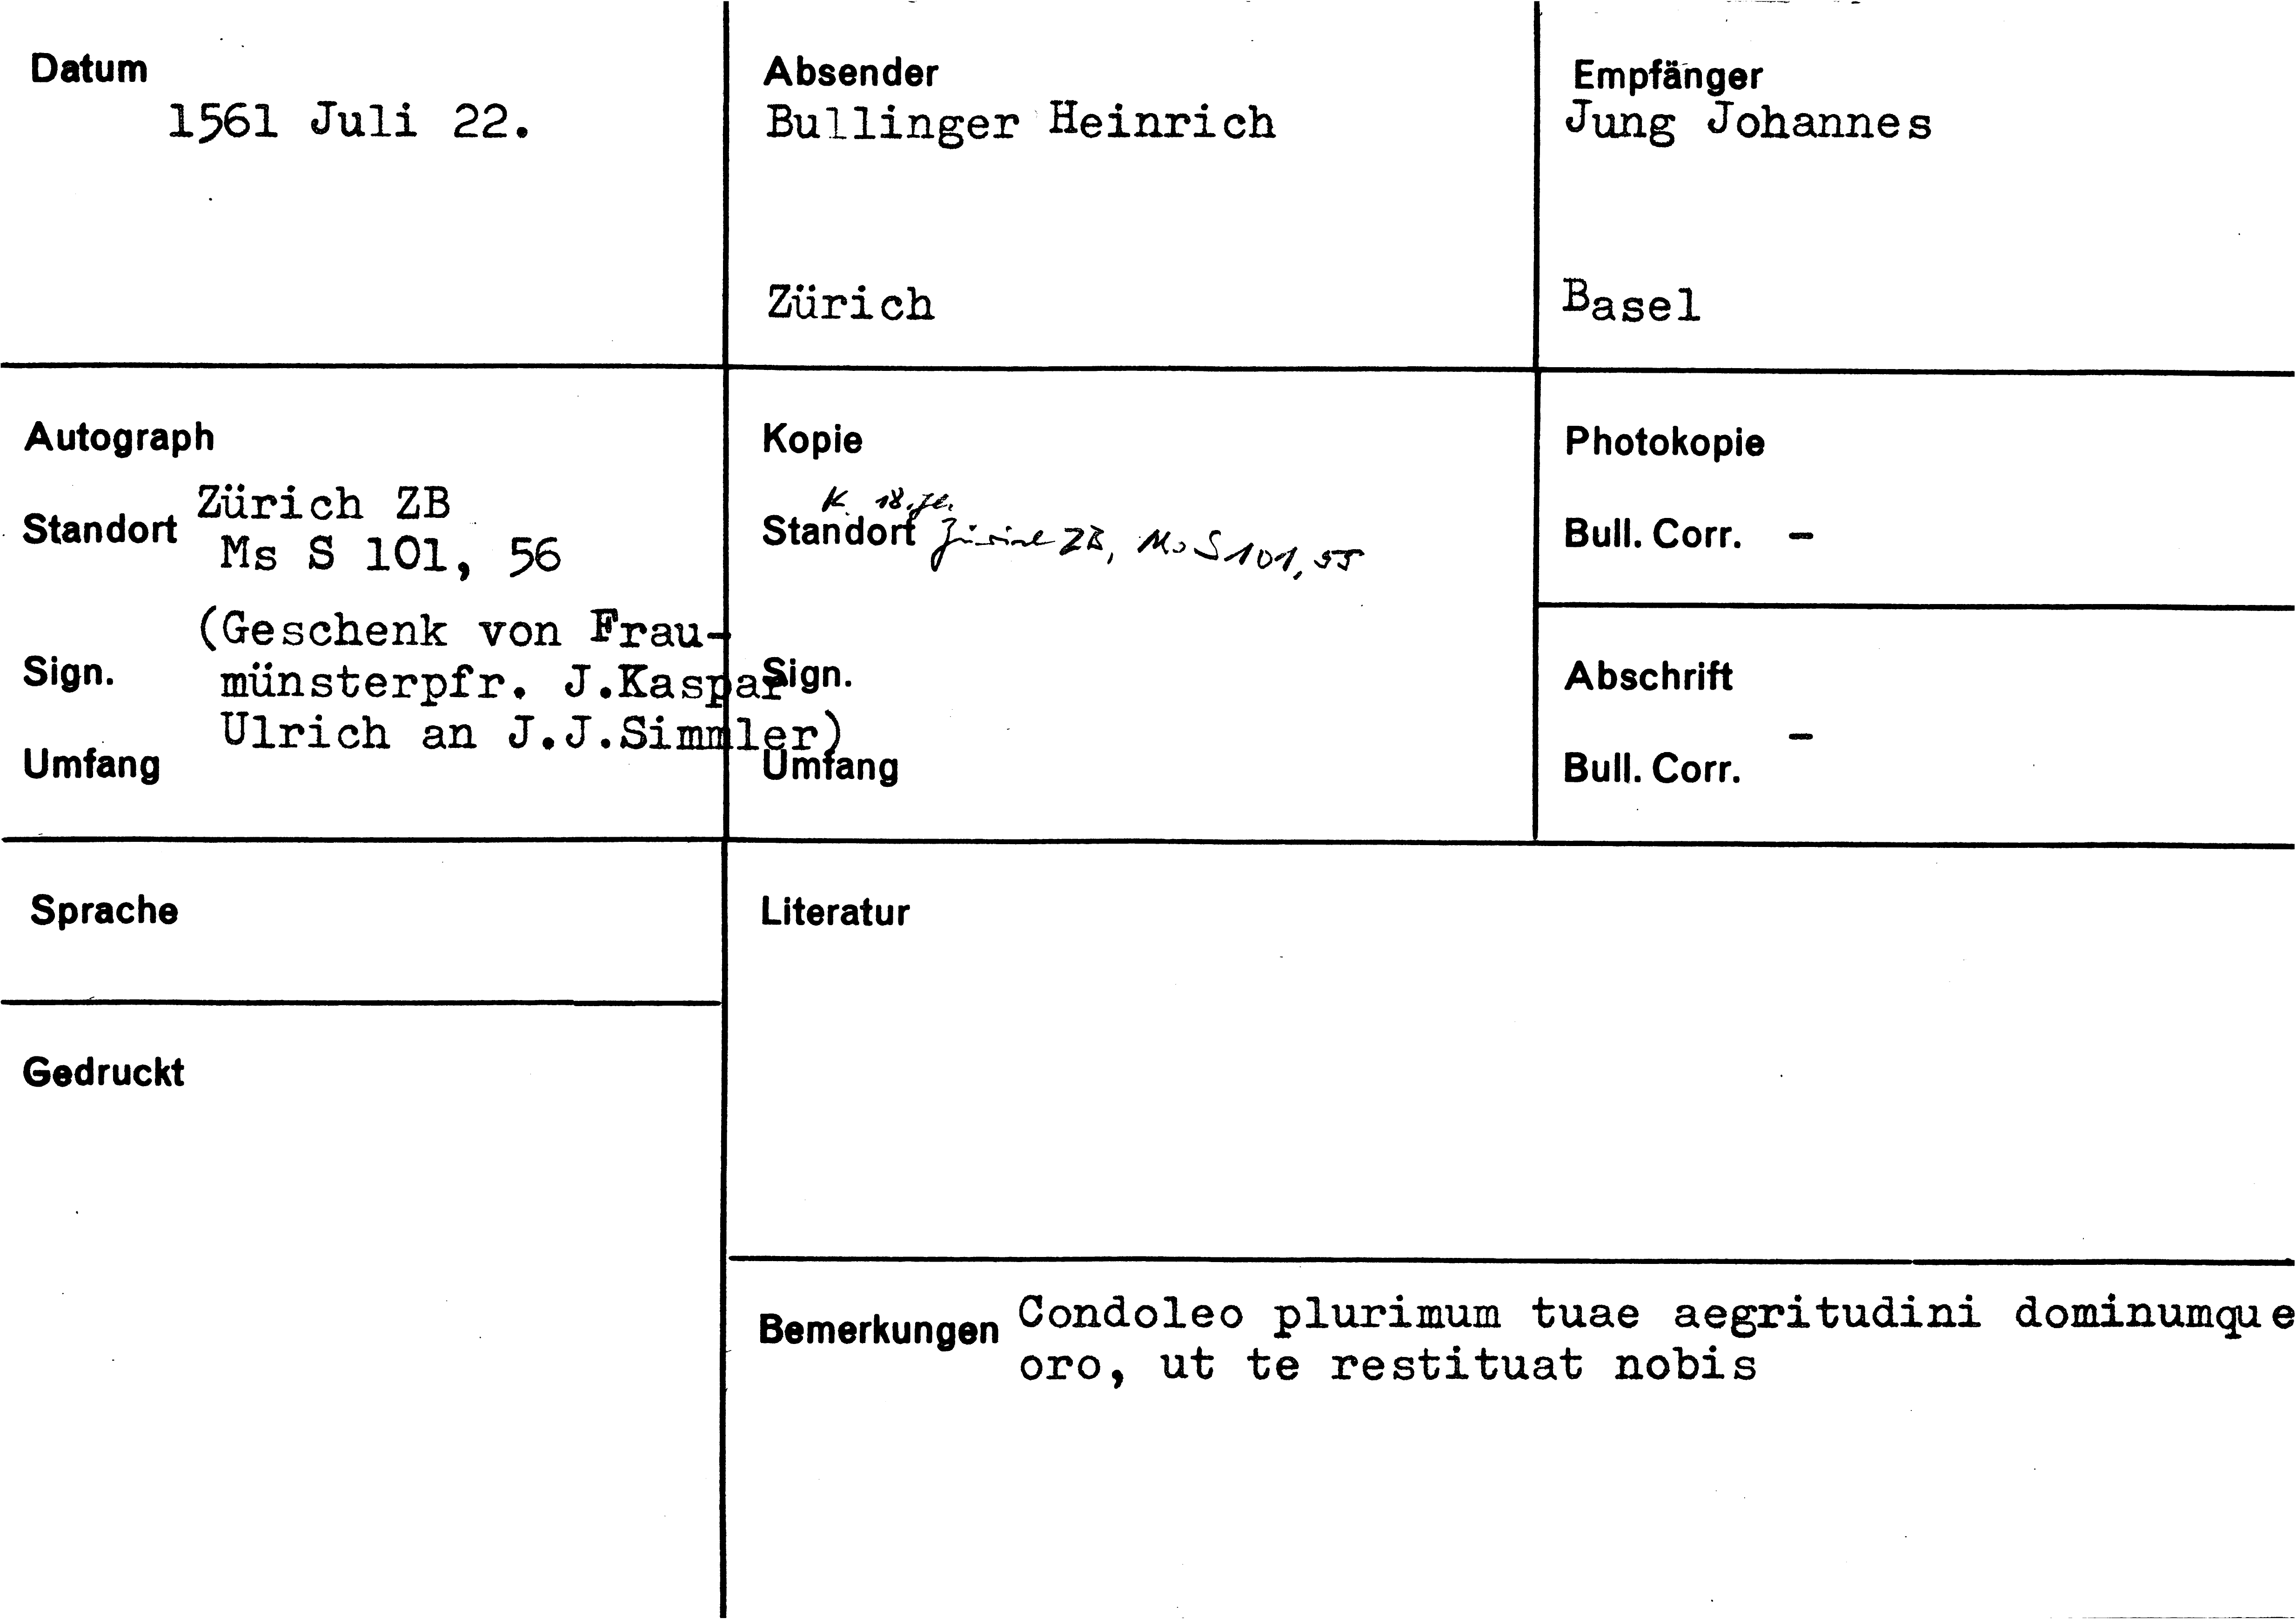 Datum
1561 Juli 22.
Absender
Bullinger Heinrich
Zürich
Empfänger
Jung Johannes
Basel
Autograph
Standort Zürich ZB
Ms S 101, 56
(Geschenk von Frau-
Sign. münsterpfr. J.Kaspar
Ulrich an J.J.Simmler)
Umfang
Kopie
K. 18. Jh.
Standort Zürich ZB, Ms S 101, 55
Sign.
Umfang
Photokopie
Bull. Corr. -
Abschrift
-
Bull. Corr.
Sprache
Literatur
Gedruckt
Bemerkungen Condoleo plurimum tuae aegritudini dominumque
oro, ut te restituat nobis